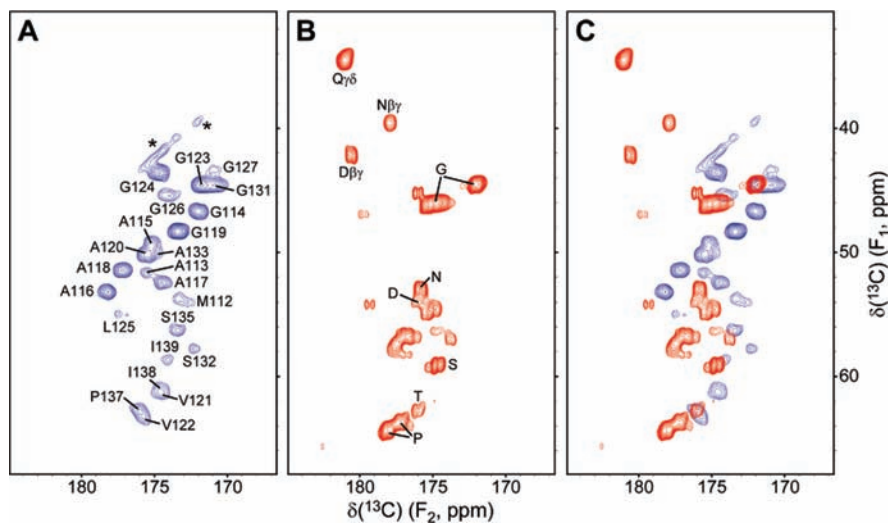 A B C
Qγδ
Nβγ
* *
G123 G127 Dβγ
G131 G
G124
G126 G114
A115
G119
A120 A133
N
A118 A113
D
A117
A116 M112
S135
L125
I139 S132 S
I138
V121 T
P137
V122 P
40
50
60
δ(¹³C) (F₁, ppm)
180 175 170 180 175 170 180 175 170
δ(¹³C) (F₂, ppm)